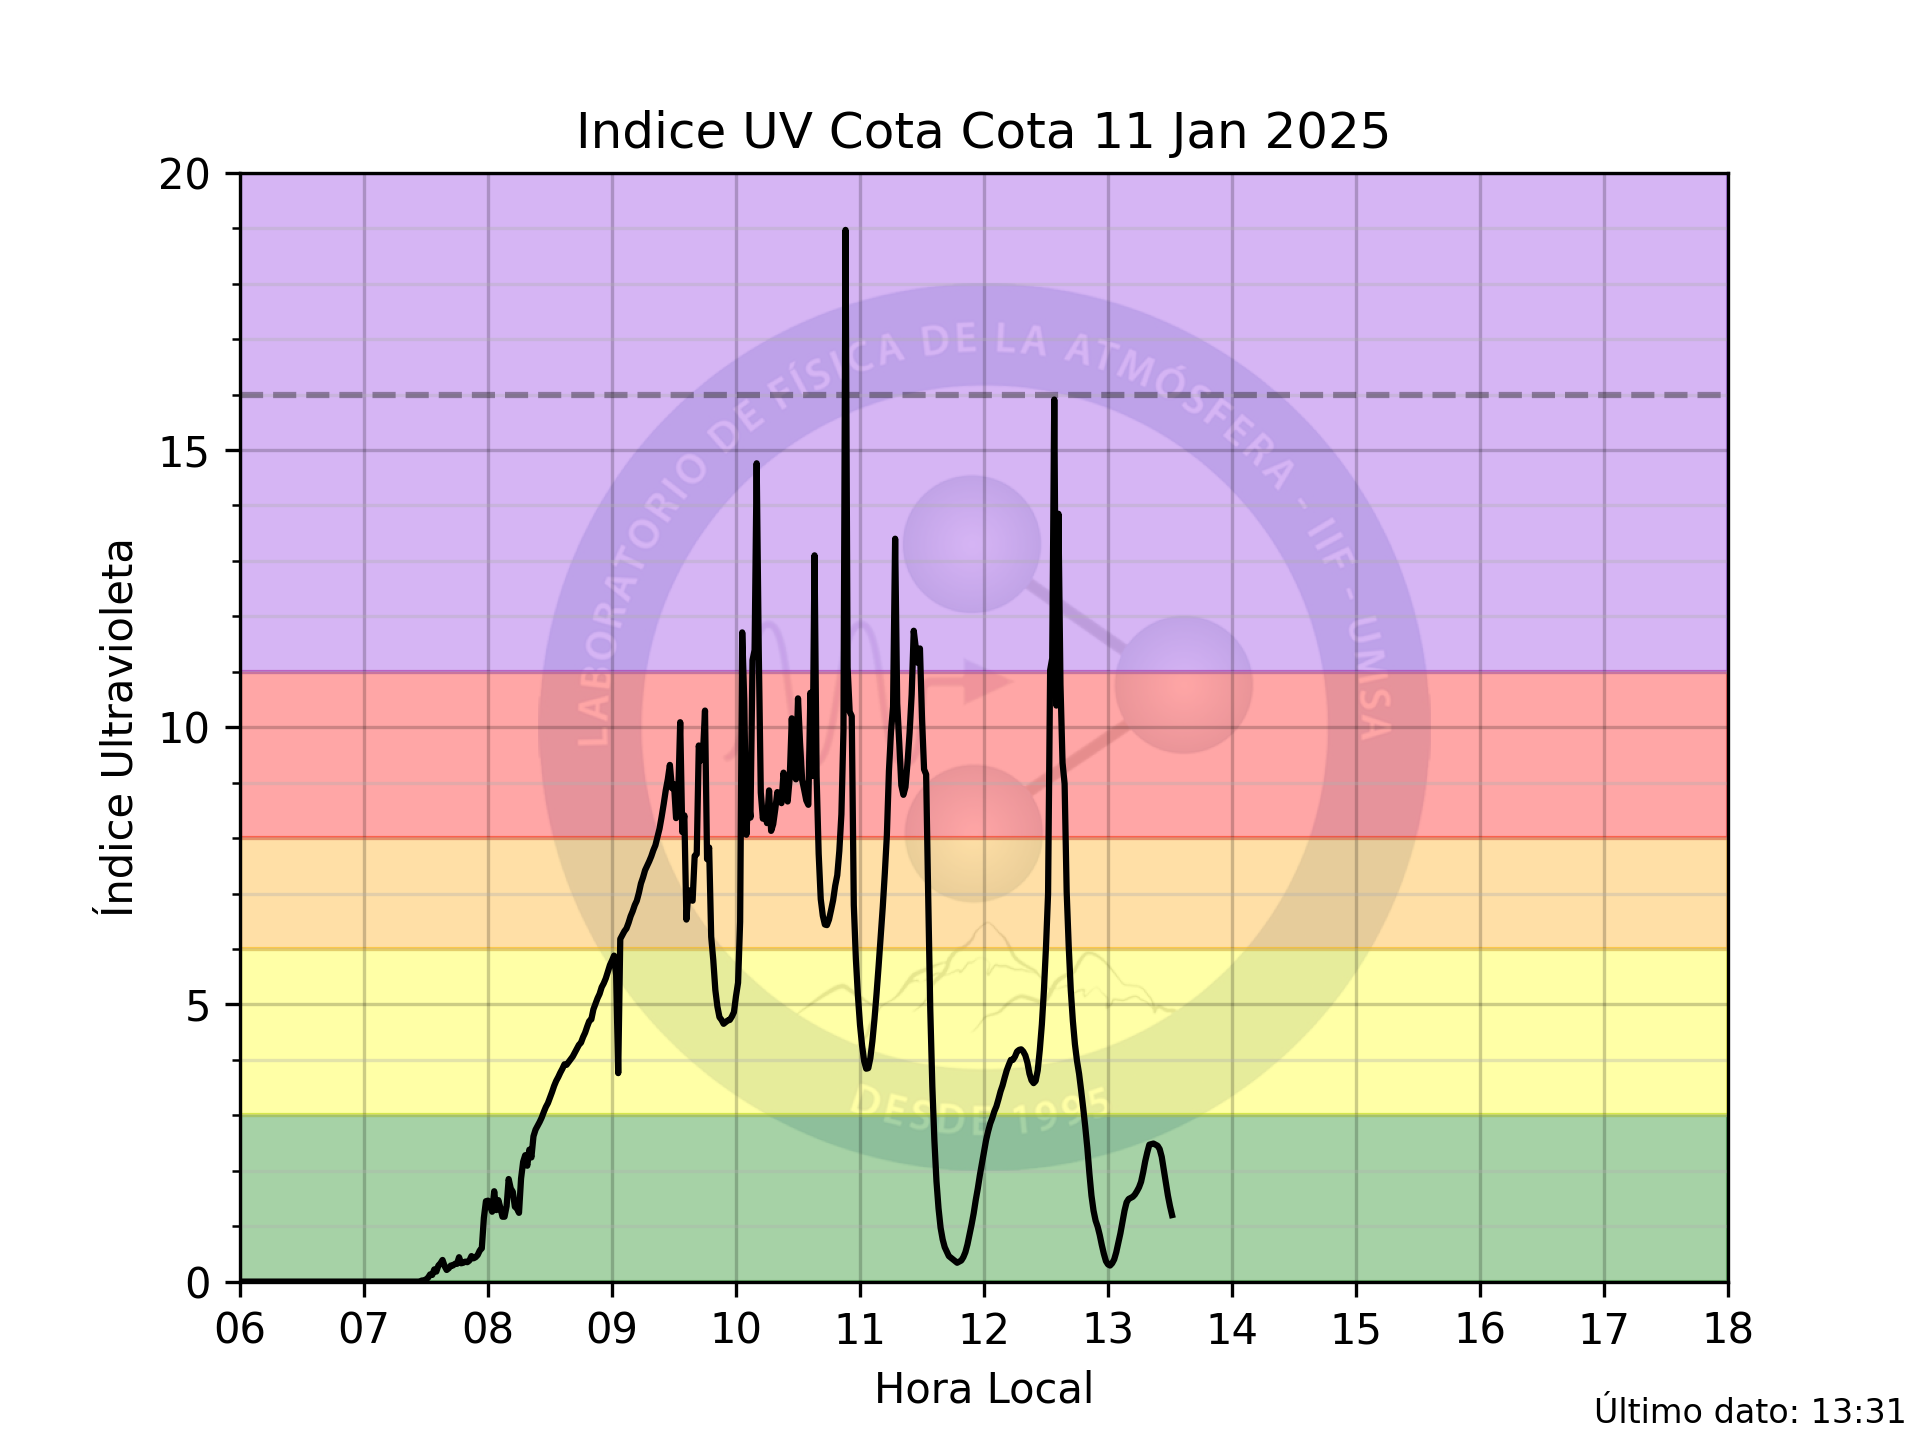 Indice UV Cota Cota 11 Jan 2025
20
15
10
5
0
Índice Ultravioleta
LABORATORIO DE FÍSICA DE LA ATMÓSFERA - IIF - UMSA
DESDE 1995
06 07 08 09 10 11 12 13 14 15 16 17 18
Hora Local
Último dato: 13:31